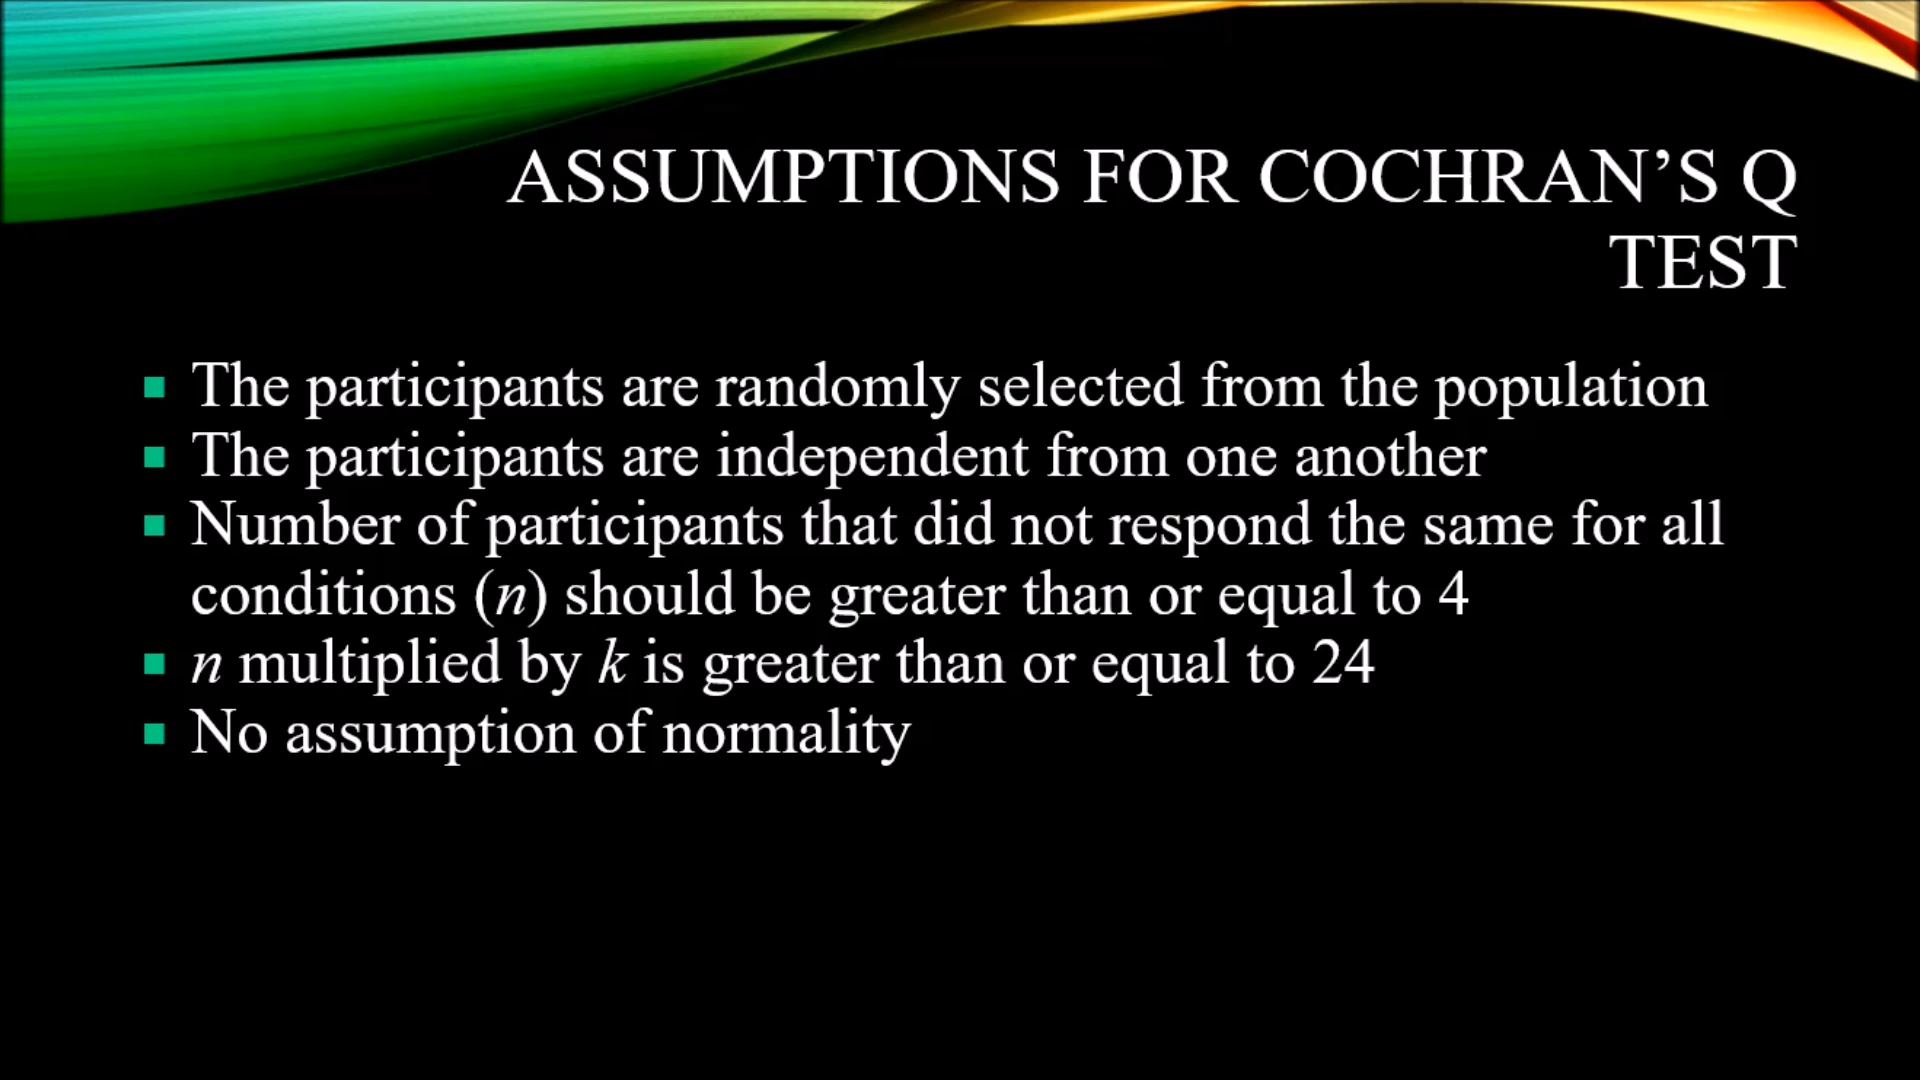 ASSUMPTIONS FOR COCHRAN’S Q
TEST
The participants are randomly selected from the population
The participants are independent from one another
Number of participants that did not respond the same for all
conditions (n) should be greater than or equal to 4
n multiplied by k is greater than or equal to 24
No assumption of normality